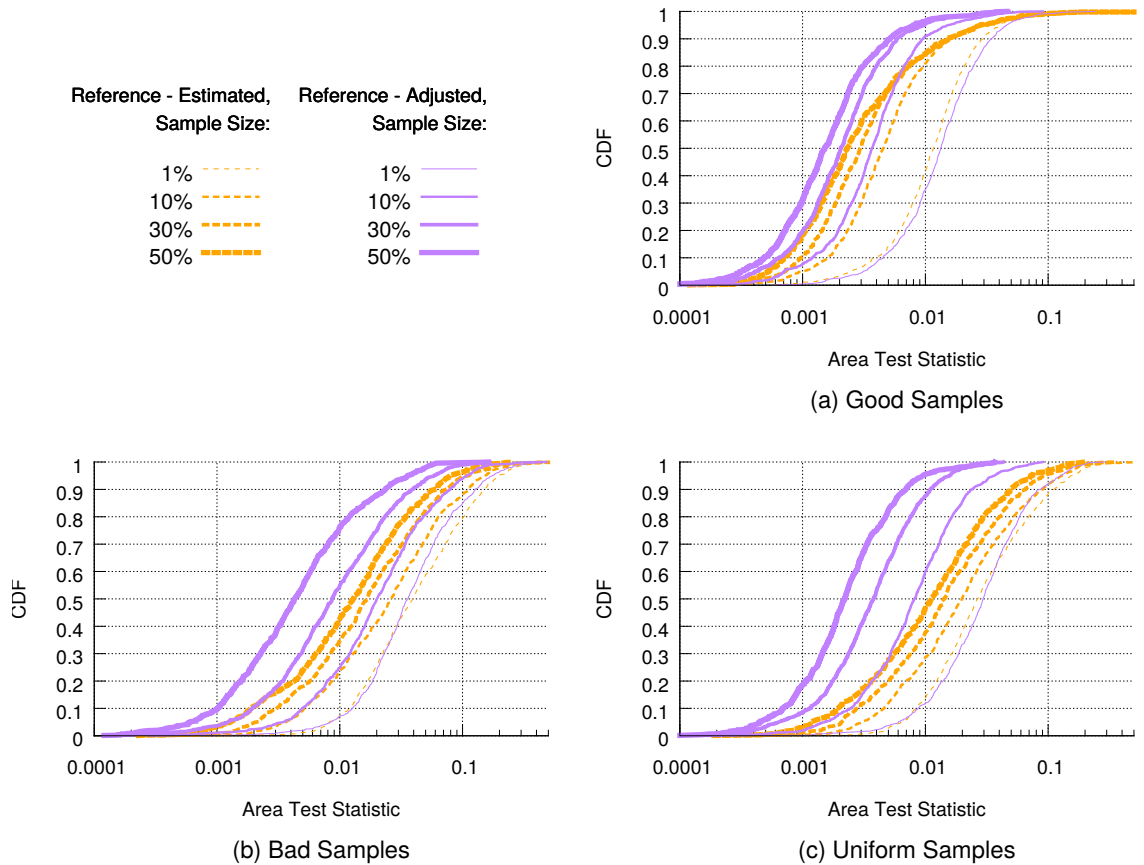 Reference - Estimated,
Sample Size:
1%
10%
30%
50%
Reference - Adjusted,
Sample Size:
1%
10%
30%
50%
1
0.9
0.8
0.7
0.6
0.5
0.4
0.3
0.2
0.1
0
CDF
0.0001 0.001 0.01 0.1
Area Test Statistic
(a) Good Samples
1
0.9
0.8
0.7
0.6
0.5
0.4
0.3
0.2
0.1
0
CDF
0.0001 0.001 0.01 0.1
Area Test Statistic
(b) Bad Samples
1
0.9
0.8
0.7
0.6
0.5
0.4
0.3
0.2
0.1
0
CDF
0.0001 0.001 0.01 0.1
Area Test Statistic
(c) Uniform Samples